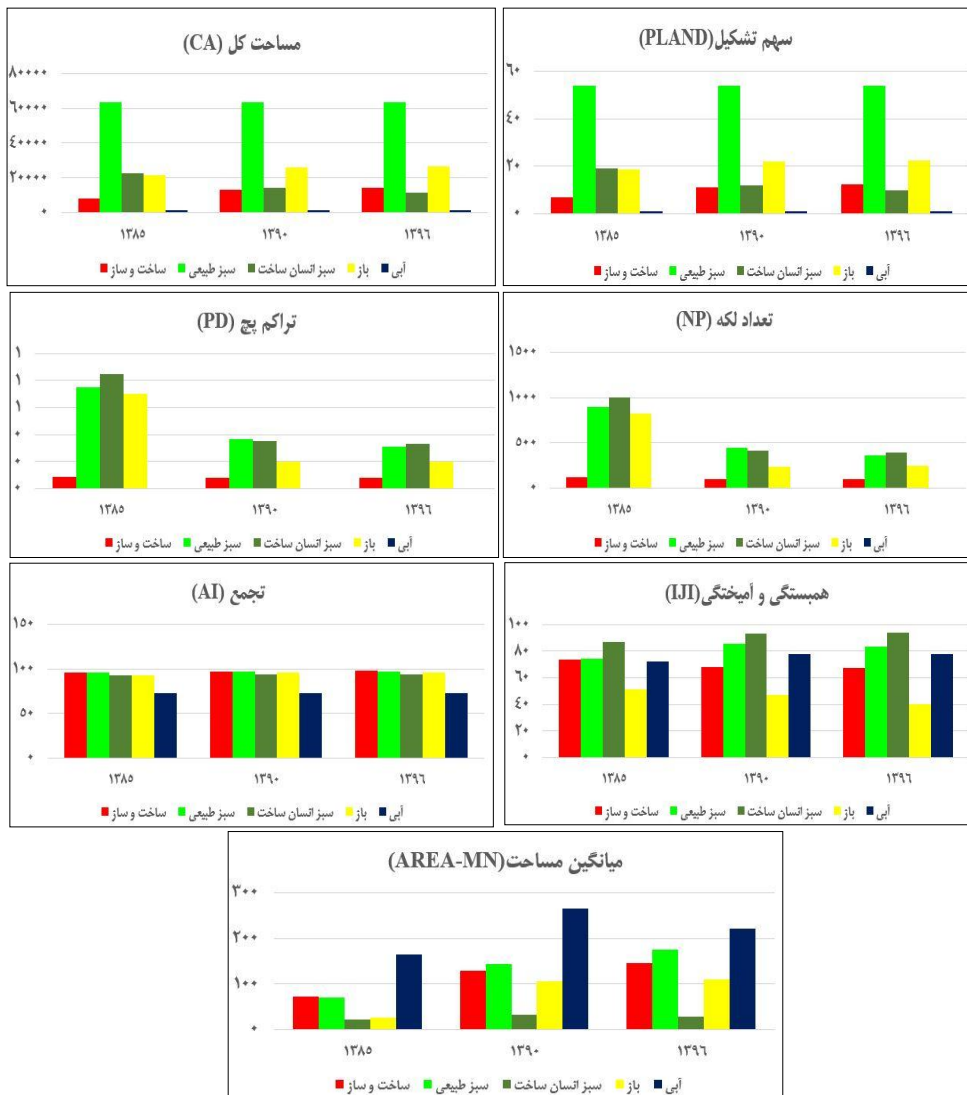 مساحت کل (CA)
۸۰۰۰۰
۶۰۰۰۰
۴۰۰۰۰
۲۰۰۰۰
۰
۱۳۸۵ ۱۳۹۰ ۱۳۹۶
ساخت و ساز سبز طبیعی سبز انسان ساخت باز آبی
سهم تشکیل(PLAND)
۶۰
۴۰
۲۰
۰
۱۳۸۵ ۱۳۹۰ ۱۳۹۶
ساخت و ساز سبز طبیعی سبز انسان ساخت باز آبی
تراکم پچ (PD)
۱
۱
۱
۰
۰
۰
۱۳۸۵ ۱۳۹۰ ۱۳۹۶
ساخت و ساز سبز طبیعی سبز انسان ساخت باز آبی
تعداد لکه (NP)
۱۵۰۰
۱۰۰۰
۵۰۰
۰
۱۳۸۵ ۱۳۹۰ ۱۳۹۶
ساخت و ساز سبز طبیعی سبز انسان ساخت باز آبی
تجمع (AI)
۱۵۰
۱۰۰
۵۰
۰
۱۳۸۵ ۱۳۹۰ ۱۳۹۶
ساخت و ساز سبز طبیعی سبز انسان ساخت باز آبی
همبستگی و آمیختگی(IJI)
۱۰۰
۸۰
۶۰
۴۰
۲۰
۰
۱۳۸۵ ۱۳۹۰ ۱۳۹۶
ساخت و ساز سبز طبیعی سبز انسان ساخت باز آبی
میانگین مساحت(AREA-MN)
۳۰۰
۲۰۰
۱۰۰
۰
۱۳۸۵ ۱۳۹۰ ۱۳۹۶
ساخت و ساز سبز طبیعی سبز انسان ساخت باز آبی